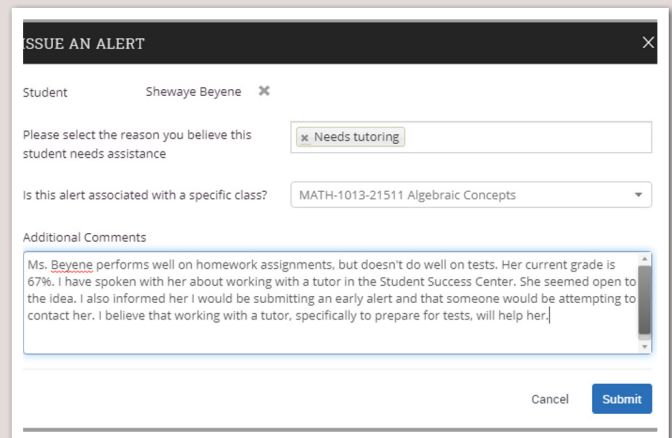 ISSUE AN ALERT
Student Shewaye Beyene
Please select the reason you believe this
student needs assistance
Needs tutoring
Is this alert associated with a specific class? MATH-1013-21511 Algebraic Concepts
Additional Comments
Ms. Beyene performs well on homework assignments, but doesn't do well on tests. Her current grade is
67%. I have spoken with her about working with a tutor in the Student Success Center. She seemed open to
the idea. I also informed her I would be submitting an early alert and that someone would be attempting to
contact her. I believe that working with a tutor, specifically to prepare for tests, will help her.
Cancel Submit